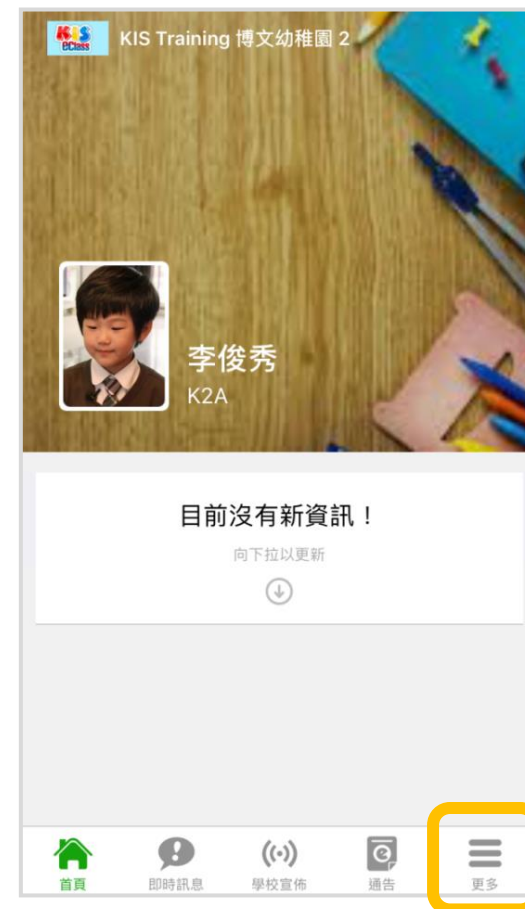 KIS
eClass
KIS Training 博文幼稚園 2
李俊秀
K2A
目前沒有新資訊！
向下拉以更新
首頁
即時訊息
學校宣佈
通告
更多